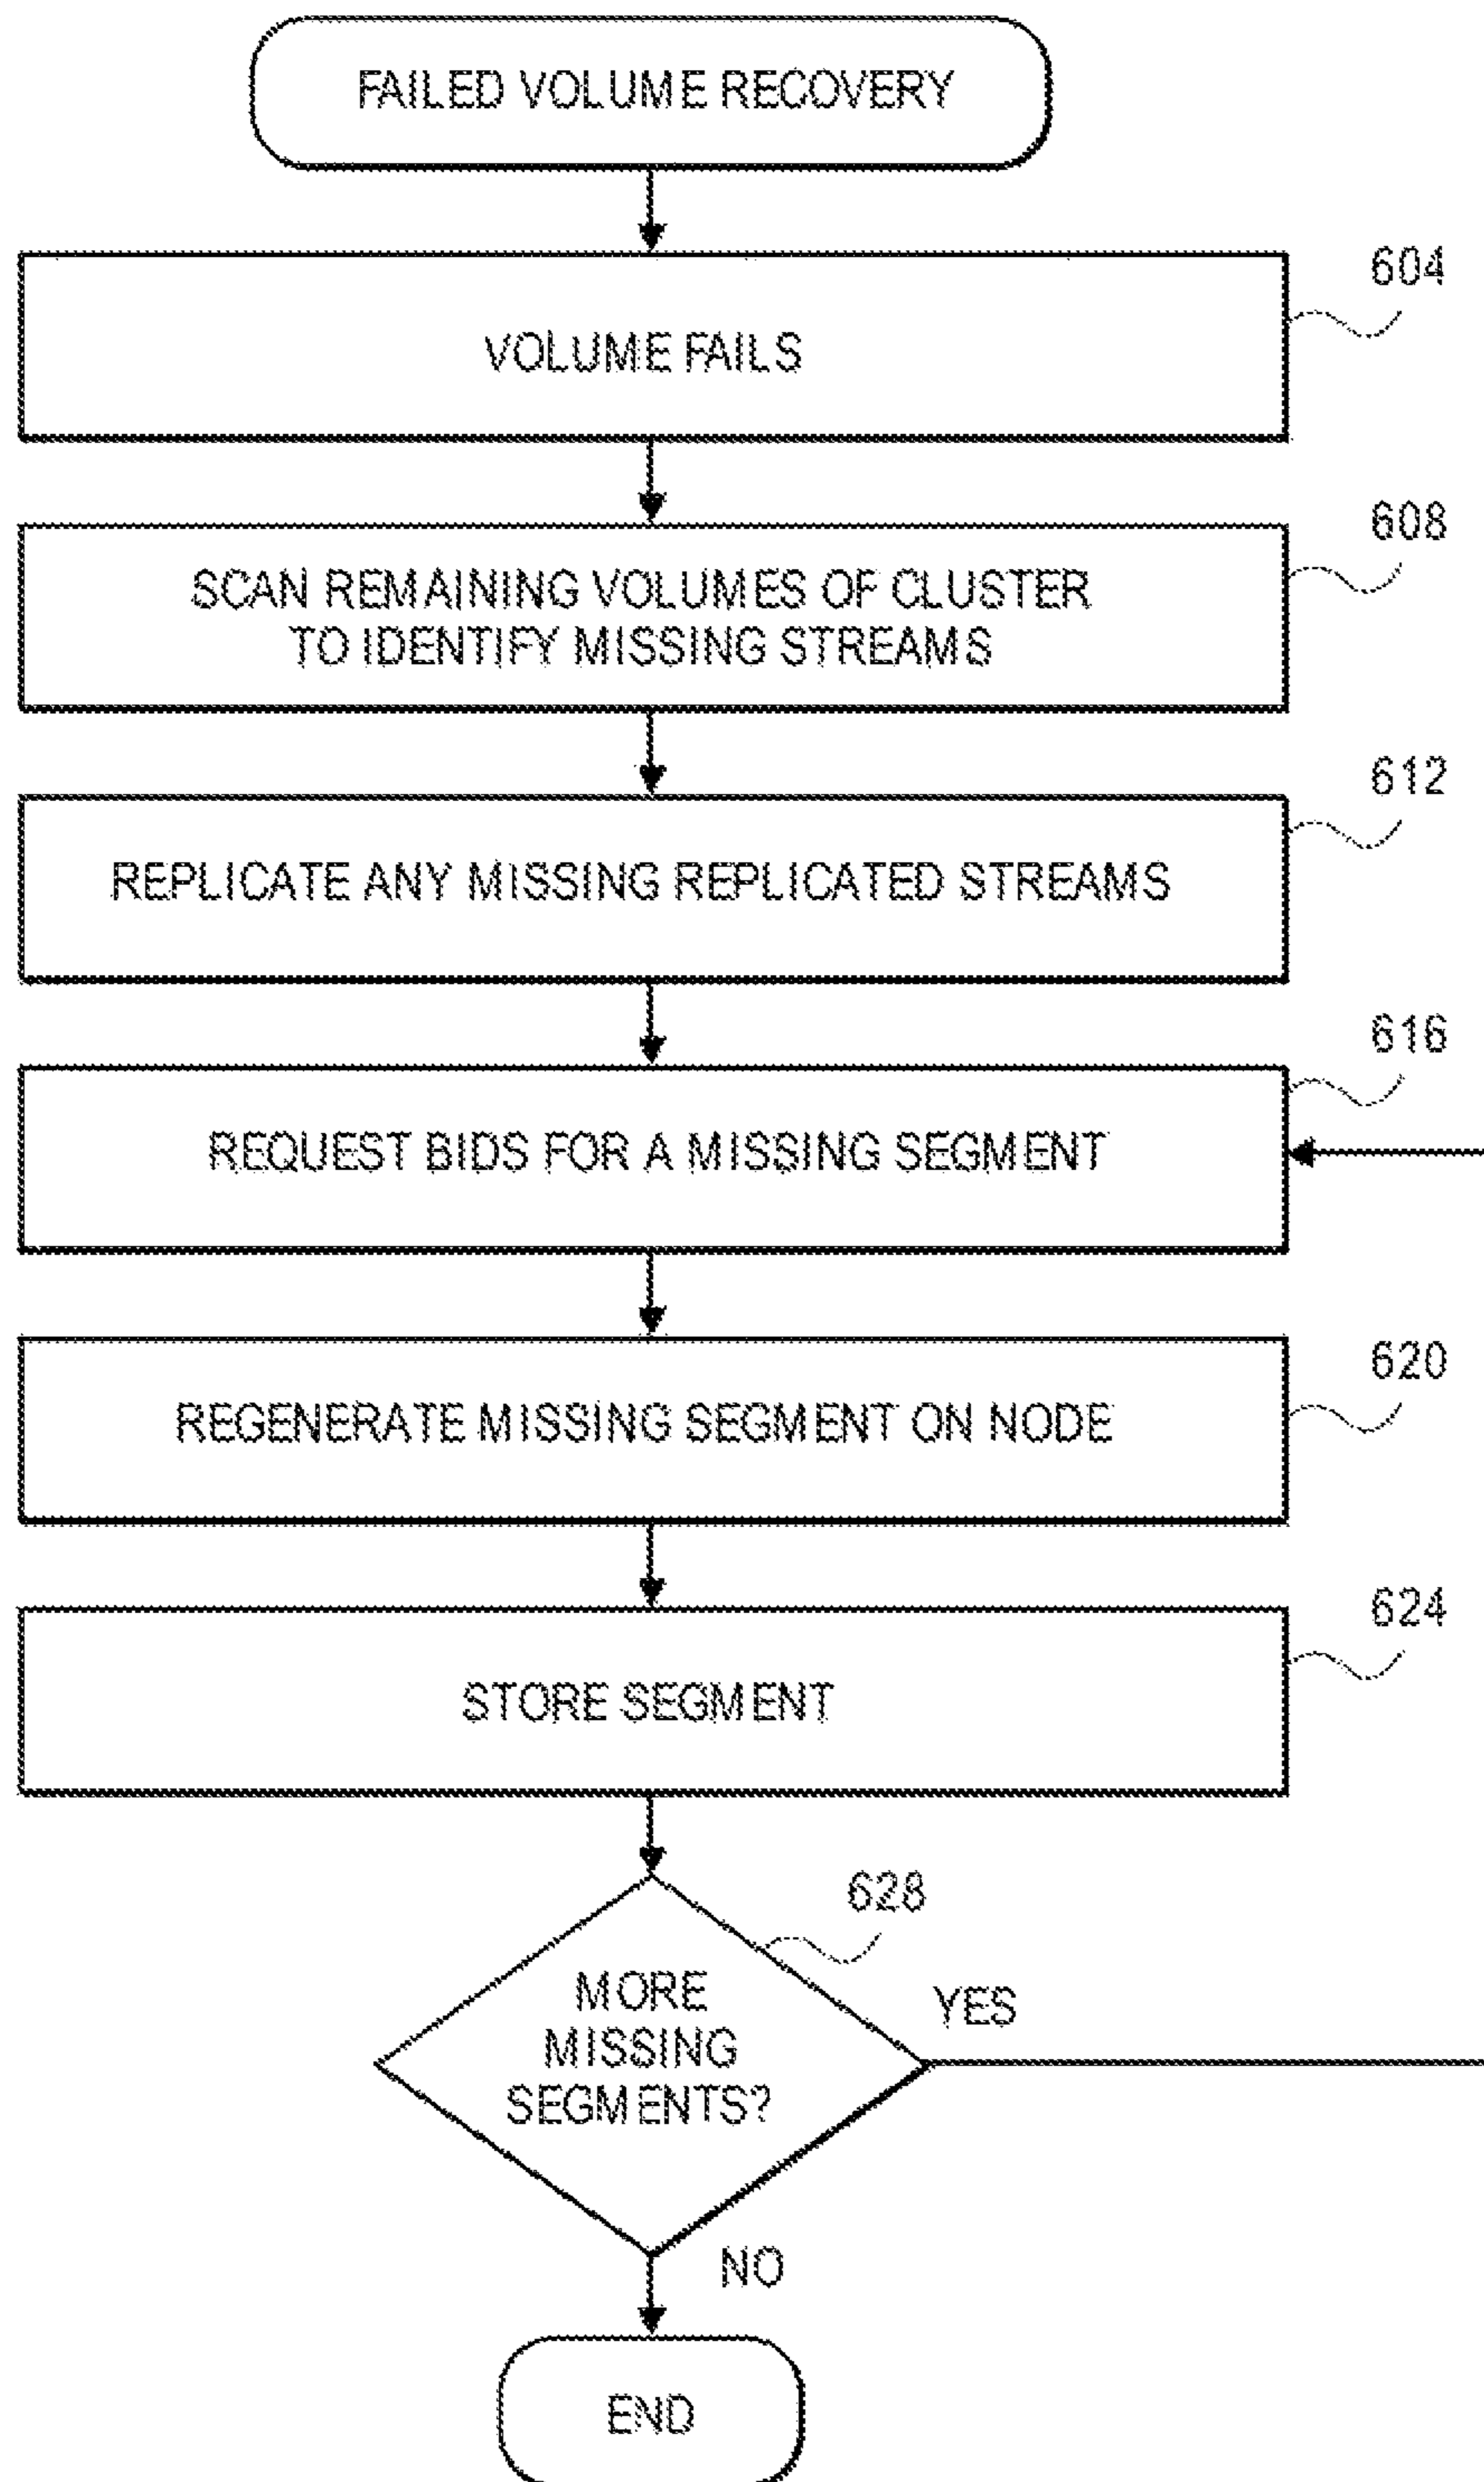 FAILED VOLUME RECOVERY
604
VOLUME FAILS
608
SCAN REMAINING VOLUMES OF CLUSTER
TO IDENTIFY MISSING STREAMS
612
REPLICATE ANY MISSING REPLICATED STREAMS
616
REQUEST BIDS FOR A MISSING SEGMENT
620
REGENERATE MISSING SEGMENT ON NODE
624
STORE SEGMENT
628
MORE
MISSING
SEGMENTS?
YES
NO
END